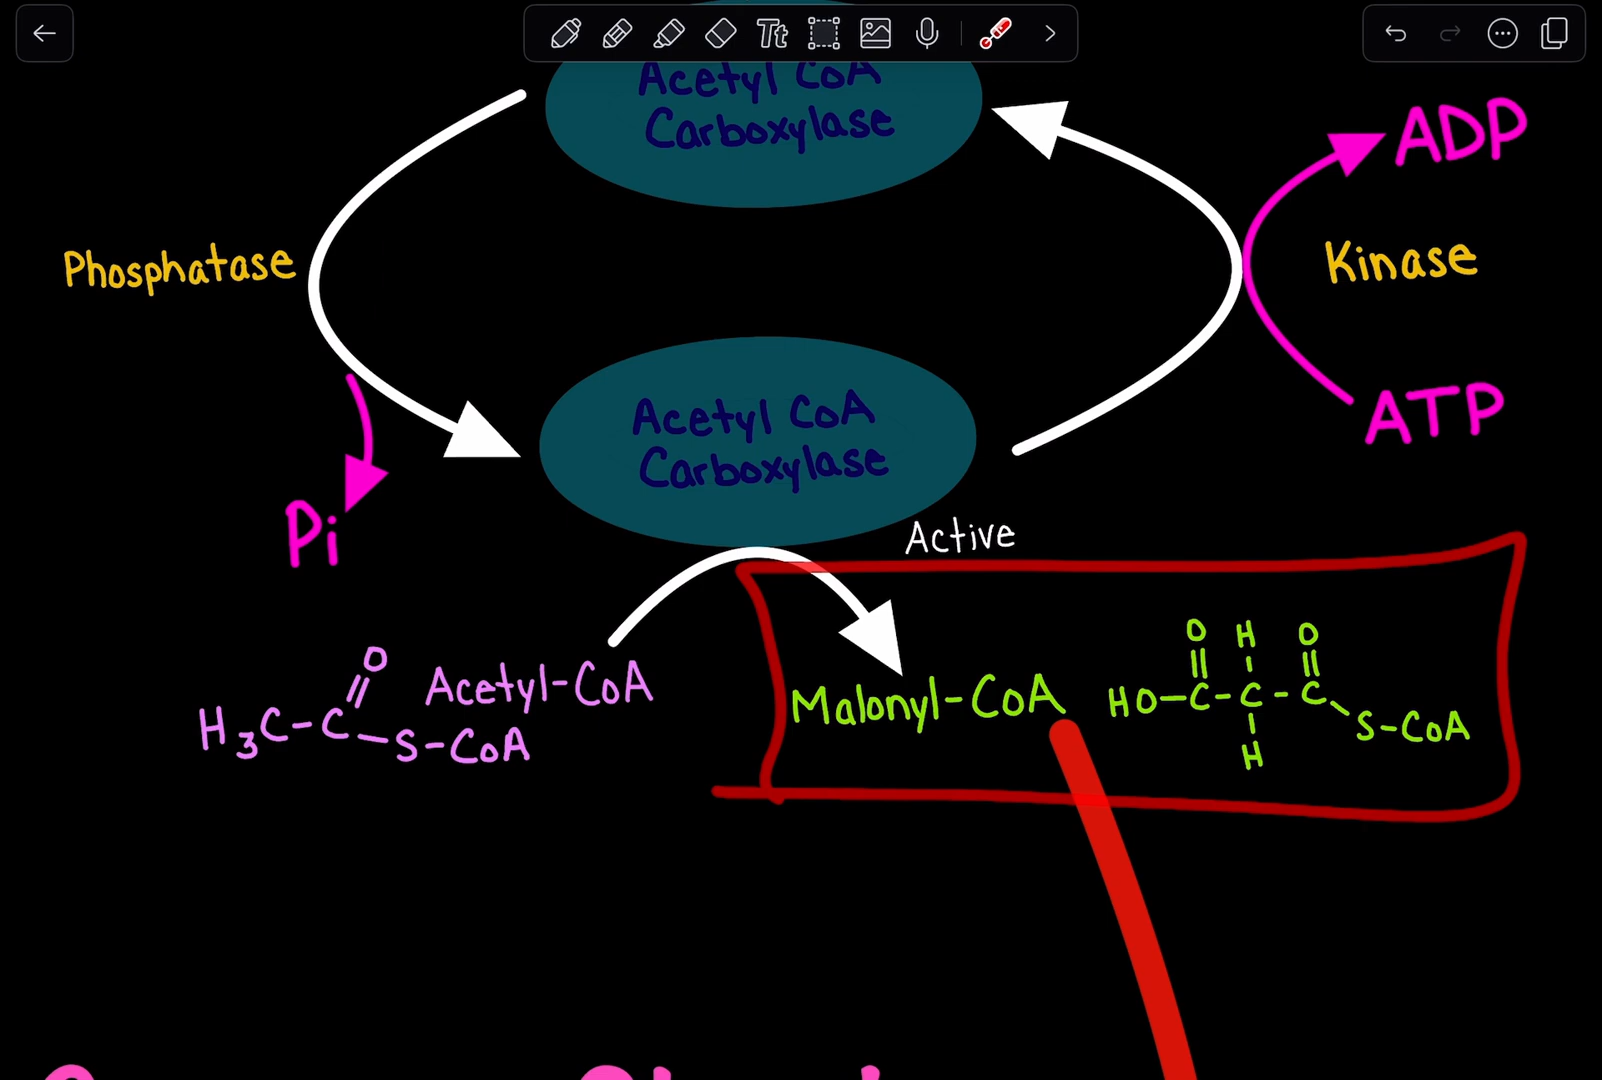 Tt
Acetyl CoA
Carboxylase
ADP
Phosphatase
Kinase
ATP
Acetyl CoA
Carboxylase
Pi
Active
Acetyl-CoA
O
H3C-C-S-CoA
Malonyl-CoA
O H O
HO-C-C-C-S-CoA
H